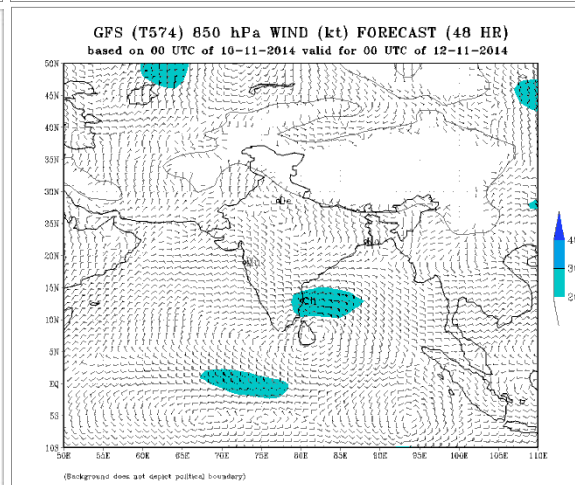 GFS (T574) 850 hPa WIND (kt) FORECAST (48 HR)
based on 00 UTC of 10-11-2014 valid for 00 UTC of 12-11-2014
50N
45N
40N
35N
30N
25N
20N
15N
10N
5N
EQ
5S
10S
50E 55E 60E 65E 70E 75E 80E 85E 90E 95E 100E 105E 110E
De
Ch
(Background does not depict political boundary)